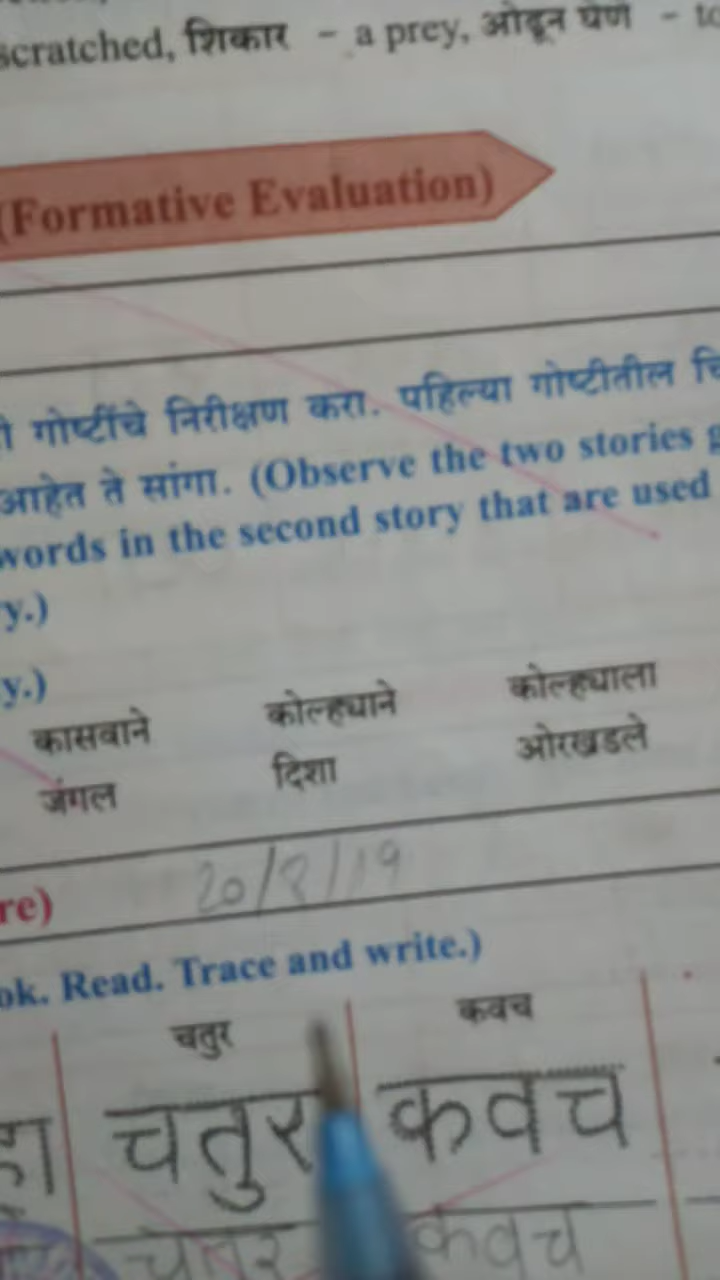 scratched, शिकार - a prey, ओढून घेणे -
(Formative Evaluation)
गोष्टींचे निरीक्षण करा. पहिल्या गोष्टीतील
आहेत ते सांगा. (Observe the two stories
words in the second story that are used
y.)
y.)
कासवाने कोल्ह्याने कोल्ह्याला
जंगल दिशा ओरखडले
re) 20/8/19
ok. Read. Trace and write.)
चतुर कवच
चतुर कवच
चतुर कवच